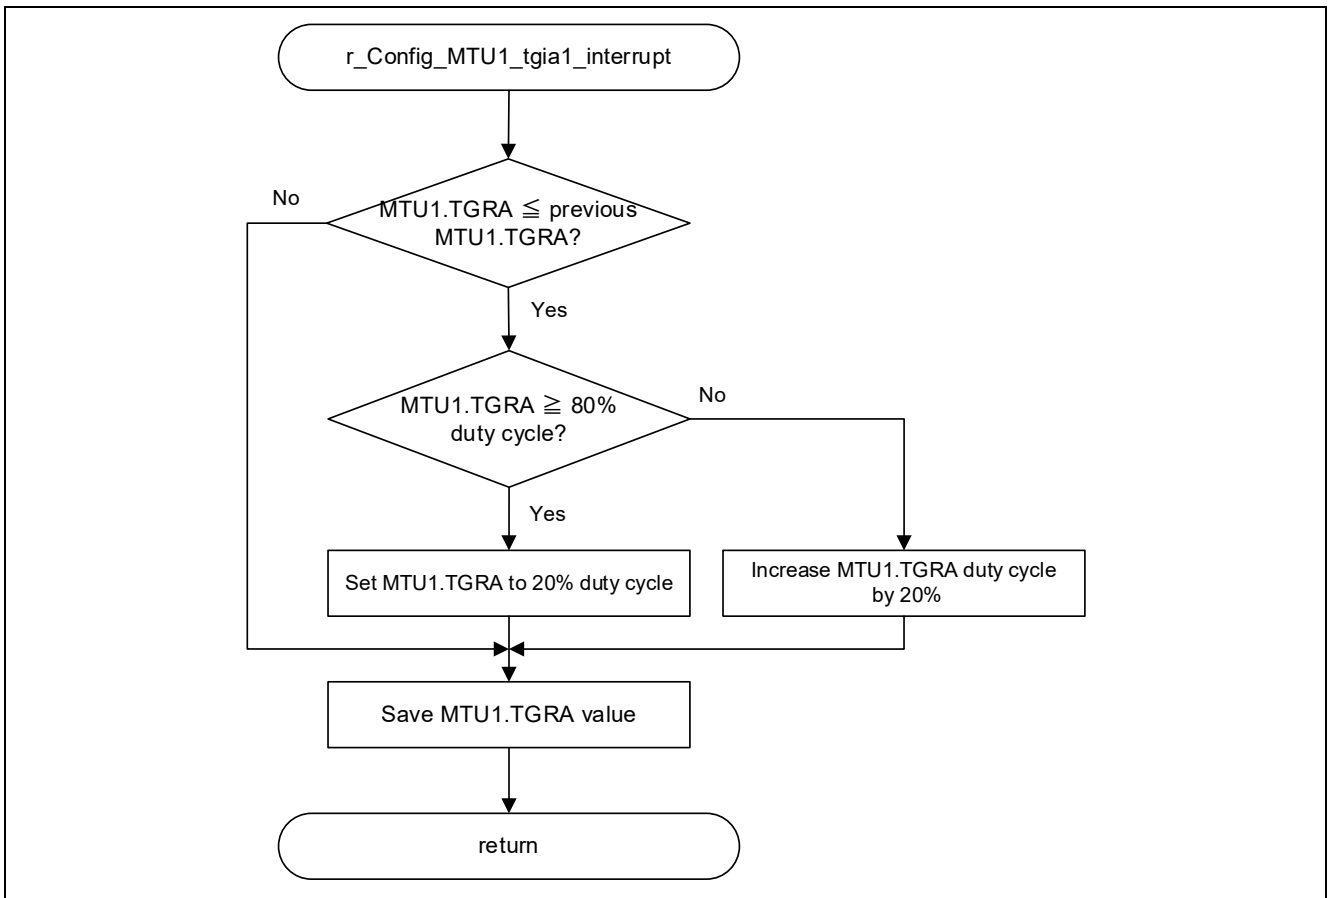 r_Config_MTU1_tgia1_interrupt
No
MTU1.TGRA ≦ previous
MTU1.TGRA?
Yes
MTU1.TGRA ≧ 80%
duty cycle?
No
Yes
Set MTU1.TGRA to 20% duty cycle
Increase MTU1.TGRA duty cycle
by 20%
Save MTU1.TGRA value
return